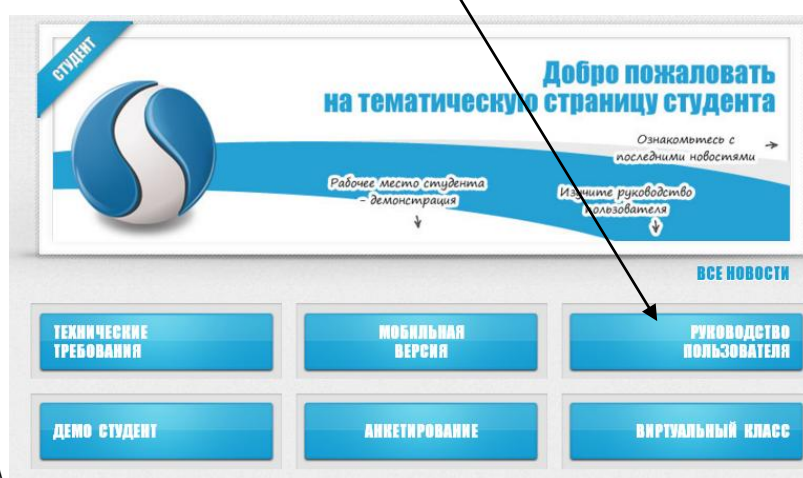 СТУДЕНТ
Добро пожаловать
на тематическую страницу студента
Ознакомьтесь с
последними новостями
Рабочее место студента
- демонстрация
Изучите руководство
пользователя
ВСЕ НОВОСТИ
ТЕХНИЧЕСКИЕ
ТРЕБОВАНИЯ
МОБИЛЬНАЯ
ВЕРСИЯ
РУКОВОДСТВО
ПОЛЬЗОВАТЕЛЯ
ДЕМО СТУДЕНТ
АНКЕТИРОВАНИЕ
ВИРТУАЛЬНЫЙ КЛАСС